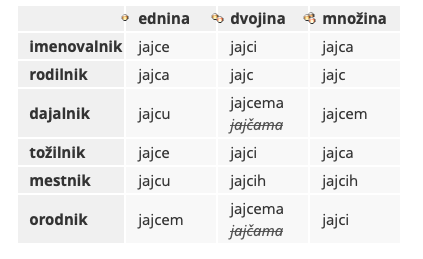 ednina dvojina množina
imenovalnik jajce jajci jajca
rodilnik jajca jajc jajc
dajalnik jajcu jajcema jajcem
jajčama
tožilnik jajce jajci jajca
mestnik jajcu jajcih jajcih
orodnik jajcem jajcema jajci
jajčama